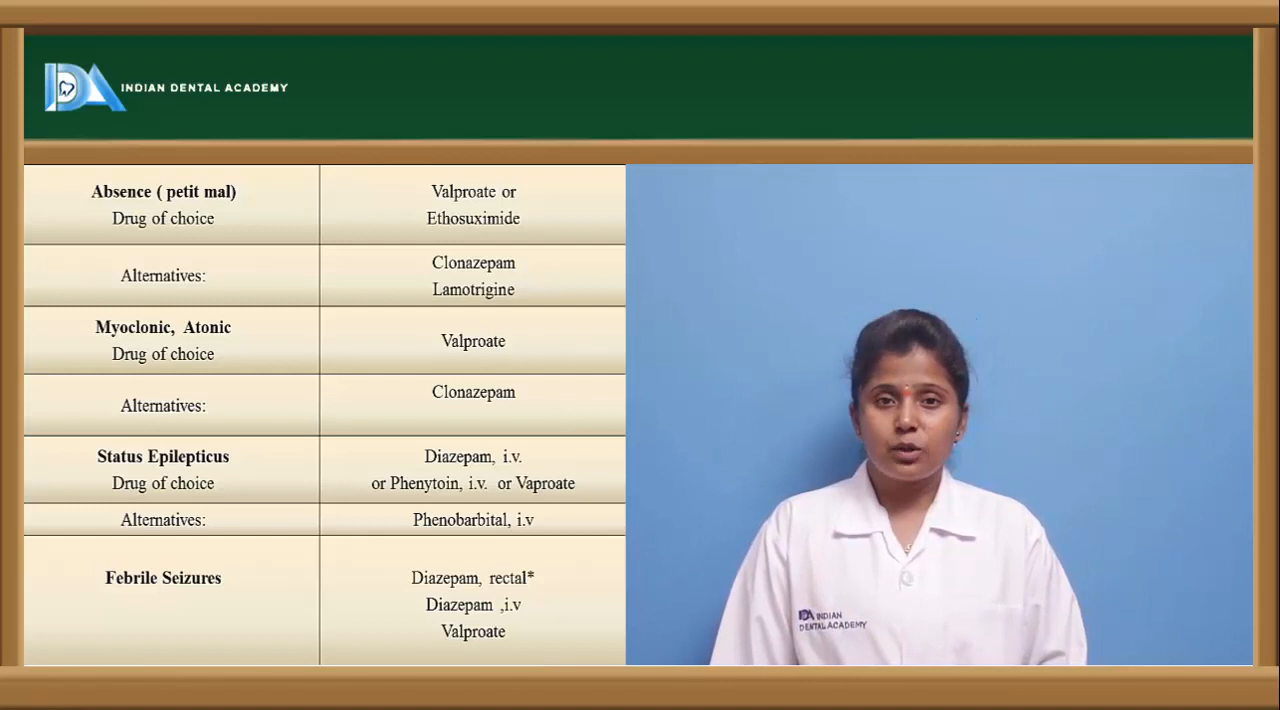 INDIAN DENTAL ACADEMY
Absence ( petit mal)
Drug of choice
Valproate or
Ethosuximide
Alternatives:
Clonazepam
Lamotrigine
Myoclonic, Atonic
Drug of choice
Valproate
Alternatives:
Clonazepam
Status Epilepticus
Drug of choice
Diazepam, i.v.
or Phenytoin, i.v. or Vaproate
Alternatives:
Phenobarbital, i.v
Febrile Seizures
Diazepam, rectal*
Diazepam ,i.v
Valproate
IDA INDIAN
DENTAL ACADEMY